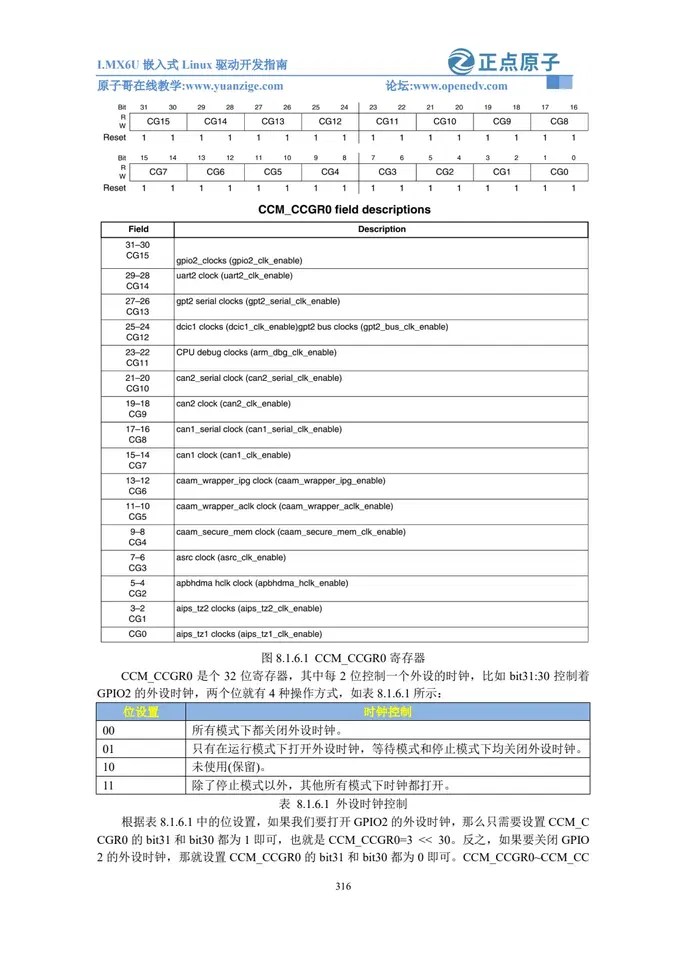 I.MX6U 嵌入式 Linux 驱动开发指南
正点原子
原子哥在线教学:www.yuanzige.com 论坛:www.openedv.com
Bit 31 30 29 28 27 26 25 24 23 22 21 20 19 18 17 16
R
W
CG15 CG14 CG13 CG12 CG11 CG10 CG9 CG8
Reset 1 1 1 1 1 1 1 1 1 1 1 1 1 1 1 1
Bit 15 14 13 12 11 10 9 8 7 6 5 4 3 2 1 0
R
W
CG7 CG6 CG5 CG4 CG3 CG2 CG1 CG0
Reset 1 1 1 1 1 1 1 1 1 1 1 1 1 1 1 1
CCM_CCGR0 field descriptions
Field Description
31–30
CG15
gpio2_clocks (gpio2_clk_enable)
29–28 uart2 clock (uart2_clk_enable)
CG14
27–26 gpt2 serial clocks (gpt2_serial_clk_enable)
CG13
25–24 dcic1 clocks (dcic1_clk_enable)gpt2 bus clocks (gpt2_bus_clk_enable)
CG12
23–22 CPU debug clocks (arm_dbg_clk_enable)
CG11
21–20 can2_serial clock (can2_serial_clk_enable)
CG10
19–18 can2 clock (can2_clk_enable)
CG9
17–16 can1_serial clock (can1_serial_clk_enable)
CG8
15–14 can1 clock (can1_clk_enable)
CG7
13–12 caam_wrapper_ipg clock (caam_wrapper_ipg_enable)
CG6
11–10 caam_wrapper_aclk clock (caam_wrapper_aclk_enable)
CG5
9–8 caam_secure_mem clock (caam_secure_mem_clk_enable)
CG4
7–6 asrc clock (asrc_clk_enable)
CG3
5–4 apbhdma hclk clock (apbhdma_hclk_enable)
CG2
3–2 aips_tz2 clocks (aips_tz2_clk_enable)
CG1
CG0 aips_tz1 clocks (aips_tz1_clk_enable)
图 8.1.6.1 CCM_CCGR0 寄存器
CCM_CCGR0 是个 32 位寄存器，其中每 2 位控制一个外设的时钟，比如 bit31:30 控制着
GPIO2 的外设时钟，两个位就有 4 种操作方式，如表 8.1.6.1 所示：
位设置 时钟控制
00 所有模式下都关闭外设时钟。
01 只有在运行模式下打开外设时钟，等待模式和停止模式下均关闭外设时钟。
10 未使用(保留)。
11 除了停止模式以外，其他所有模式下时钟都打开。
表 8.1.6.1 外设时钟控制
根据表 8.1.6.1 中的位设置，如果我们要打开 GPIO2 的外设时钟，那么只需要设置 CCM_C
CGR0 的 bit31 和 bit30 都为 1 即可，也就是 CCM_CCGR0=3 << 30。反之，如果要关闭 GPIO
2 的外设时钟，那就设置 CCM_CCGR0 的 bit31 和 bit30 都为 0 即可。CCM_CCGR0~CCM_CC
316